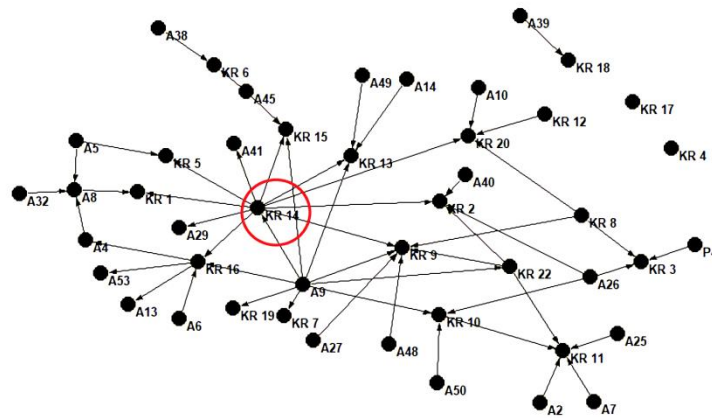 A39
A38
KR 18
KR 6
A49
A14
A45
A10
KR 17
KR 12
KR 15
A41
KR 20
A5
KR 13
KR 4
KR 5
A40
A32
A8
KR 1
KR 14
KR 2
KR 8
A29
A4
KR 9
P4
KR 16
KR 22
KR 3
A53
A9
A26
A13
KR 19
KR 7
KR 10
A6
A27
A48
A25
KR 11
A50
A2
A7